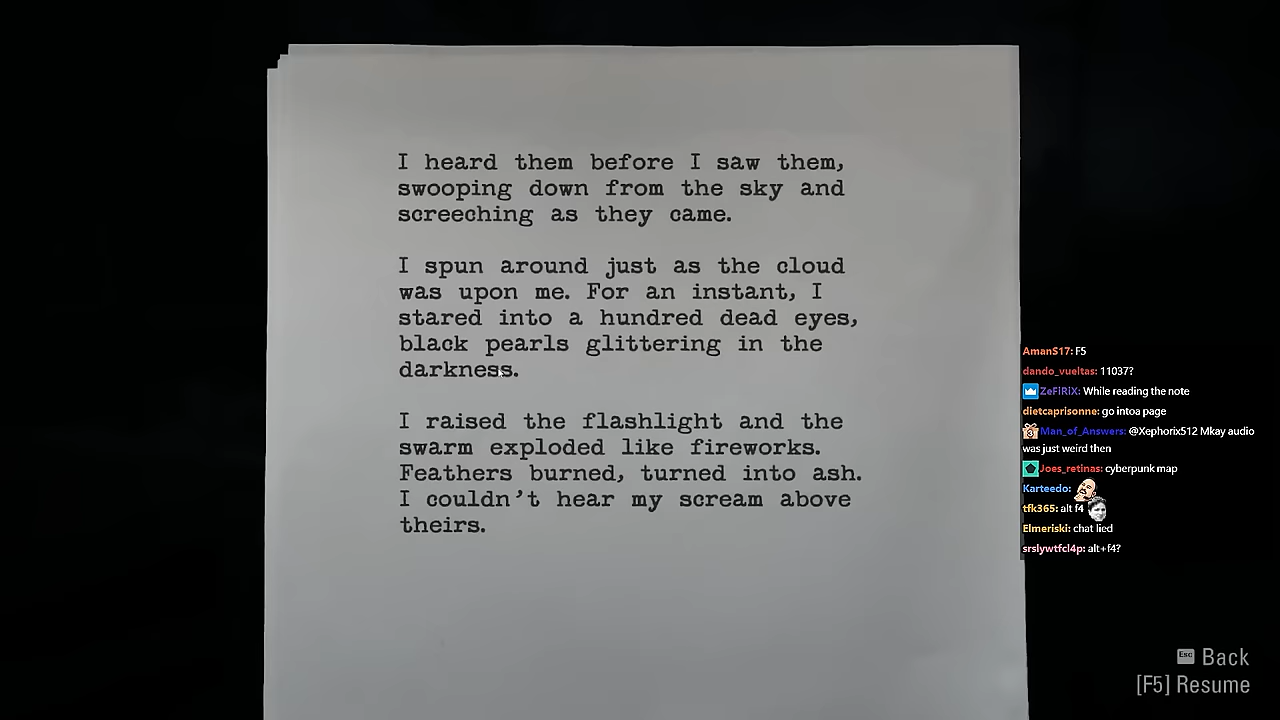 I heard them before I saw them,
swooping down from the sky and
screeching as they came.
I spun around just as the cloud
was upon me. For an instant, I
stared into a hundred dead eyes,
black pearls glittering in the
darkness.
I raised the flashlight and the
swarm exploded like fireworks.
Feathers burned, turned into ash.
I couldn't hear my scream above
theirs.
AmanS17: F5
dando_vueltas: 11037?
ZeFiRiX: While reading the note
dietcaprisonne: go intoa page
Man_of_Answers: @Xephorix512 Mkay audio
was just weird then
Joes_retinas: cyberpunk map
Karteedo:
tfk365: alt f4
Elmeriski: chat lied
srslywtfcl4p: alt+f4?
Esc Back
[F5] Resume